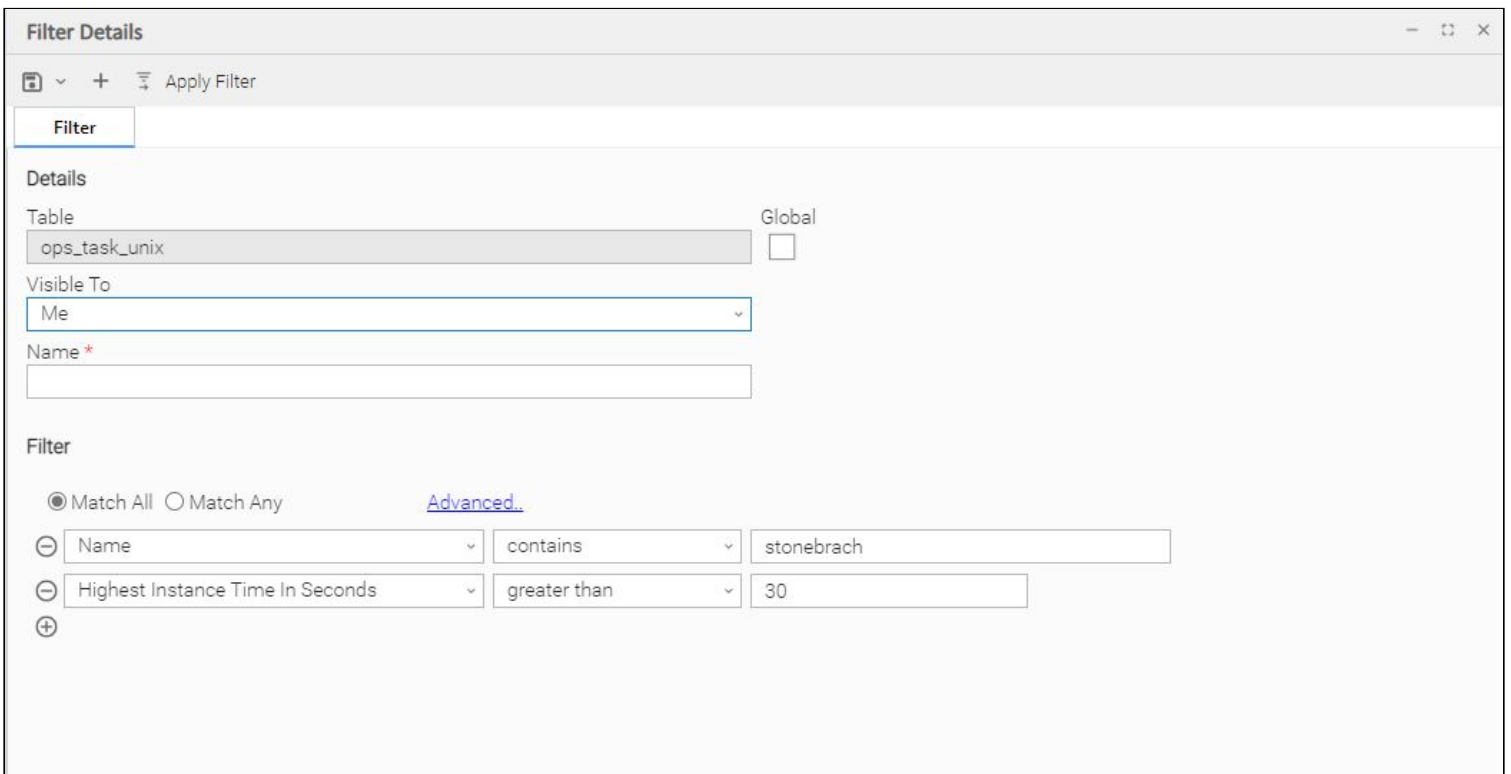 Filter Details
Apply Filter
Filter
Details
Table Global
ops_task_unix
Visible To
Me
Name *
Filter
Match All Match Any Advanced..
Name contains stonebrach
Highest Instance Time In Seconds greater than 30